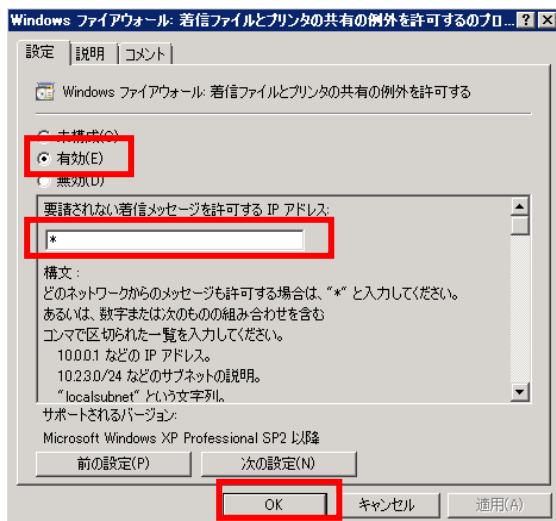 Windows ファイアウォール: 着信ファイルとプリンタの共有の例外を許可するのプロ...
設定 説明 コメント
Windows ファイアウォール: 着信ファイルとプリンタの共有の例外を許可する
未構成(C)
有効(E)
無効(D)
要請されない着信メッセージを許可する IP アドレス:
*
構文:
どのネットワークからのメッセージも許可する場合は、"*" と入力してください。
あるいは、数字または次のものの組み合わせを含む
コンマで区切られた一覧を入力してください。
10.0.0.1 などの IP アドレス。
10.2.3.0/24 などのサブネットの説明。
"localsubnet" という文字列。
サポートされるバージョン:
Microsoft Windows XP Professional SP2 以降
前の設定(P) 次の設定(N)
OK キャンセル 適用(A)